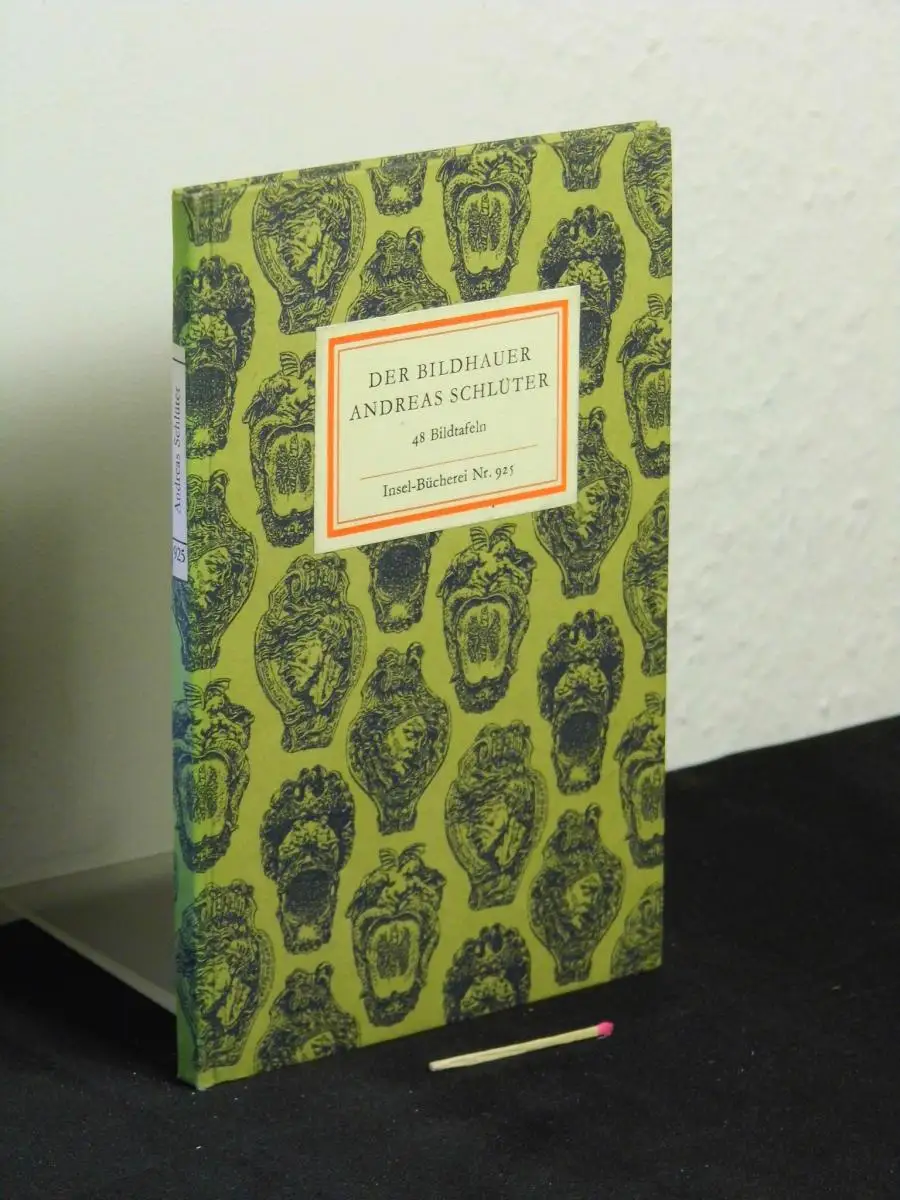 DER BILDHAUER
ANDREAS SCHLÜTER
48 Bildtafeln
Insel-Bücherei Nr. 925
Andreas Schlüter
925